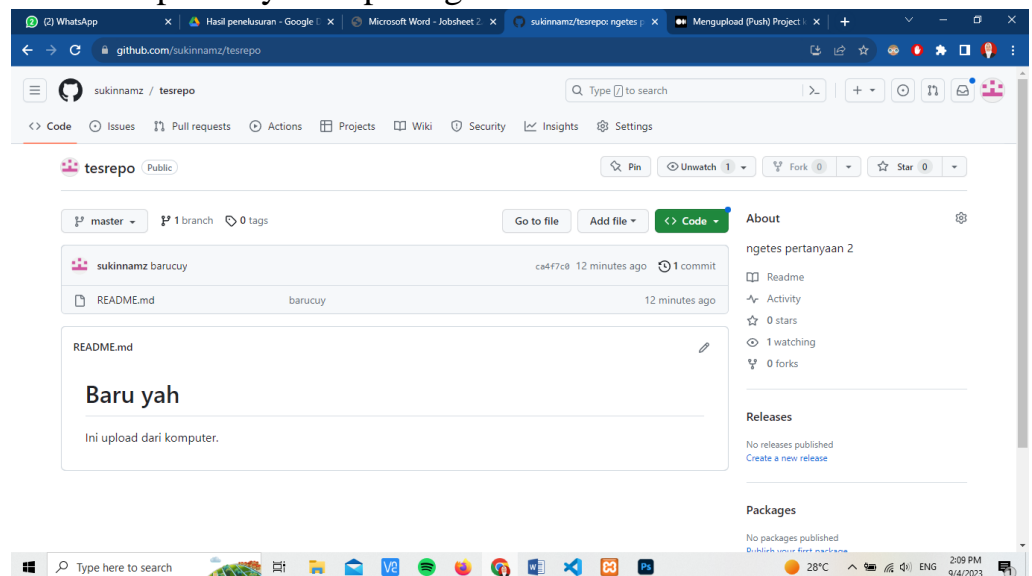 (2) WhatsApp
Hasil penelusuran - Google D
Microsoft Word - Jobsheet 2.
sukinnamz/tesrepo: ngetes p
Mengupload (Push) Project k
github.com/sukinnamz/tesrepo
sukinnamz / tesrepo
Type / to search
<> Code Issues Pull requests Actions Projects Wiki Security Insights Settings
tesrepo Public
Pin Unwatch 1 Fork 0 Star 0
master 1 branch 0 tags
Go to file Add file <> Code
sukinnamz barucuy
ca4f7c0 12 minutes ago 1 commit
README.md barucuy 12 minutes ago
README.md
Baru yah
Ini upload dari komputer.
About
ngetes pertanyaan 2
Readme
Activity
0 stars
1 watching
0 forks
Releases
No releases published
Create a new release
Packages
No packages published
Publish your first package
Type here to search
28°C ENG 2:09 PM
9/4/2023